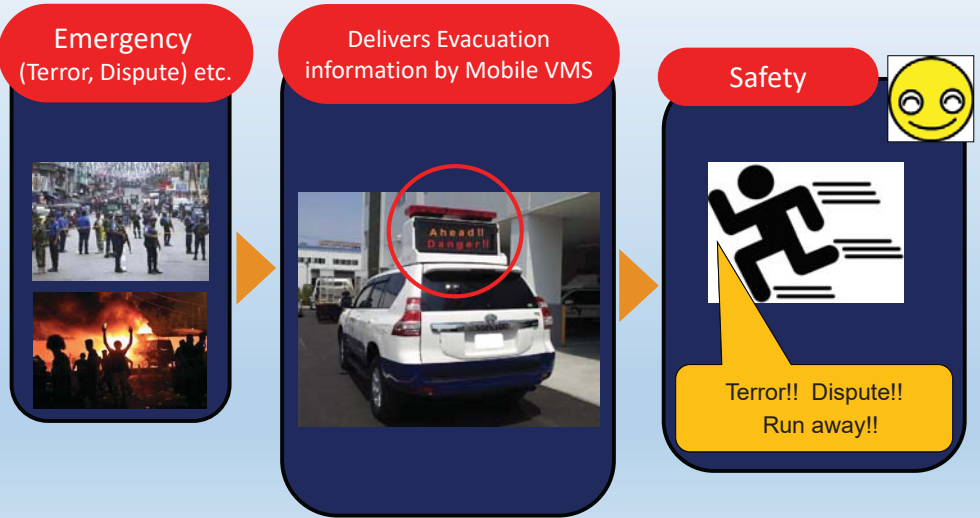 Emergency
(Terror, Dispute) etc.
Delivers Evacuation
information by Mobile VMS
Safety
Ahead!!
Danger!!
Terror!! Dispute!!
Run away!!